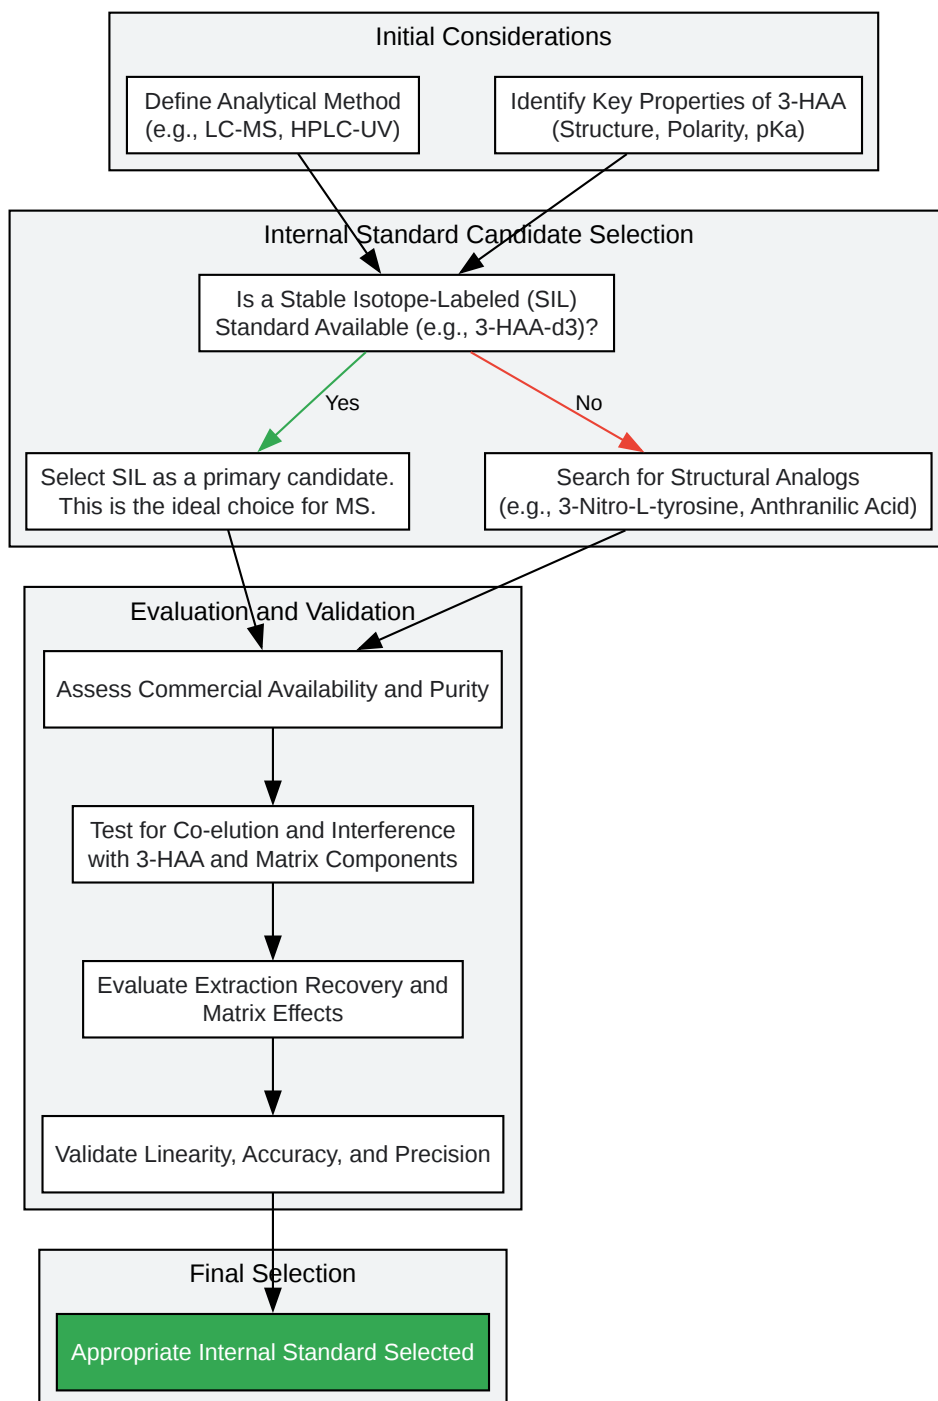 Initial Considerations
Define Analytical Method
(e.g., LC-MS, HPLC-UV)
Identify Key Properties of 3-HAA
(Structure, Polarity, pKa)
Internal Standard Candidate Selection
Is a Stable Isotope-Labeled (SIL)
Standard Available (e.g., 3-HAA-d3)?
Yes
No
Select SIL as a primary candidate.
This is the ideal choice for MS.
Search for Structural Analogs
(e.g., 3-Nitro-L-tyrosine, Anthranilic Acid)
Evaluation and Validation
Assess Commercial Availability and Purity
Test for Co-elution and Interference
with 3-HAA and Matrix Components
Evaluate Extraction Recovery and
Matrix Effects
Validate Linearity, Accuracy, and Precision
Final Selection
Appropriate Internal Standard Selected